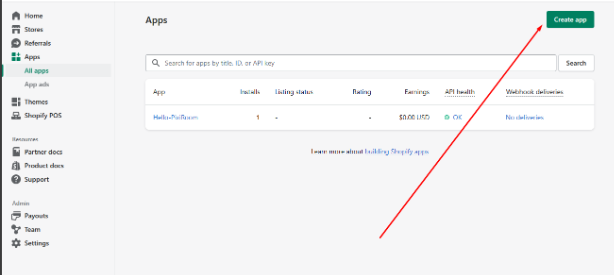 Home
Stores
Referrals
Apps
All apps
App ads
Themes
Shopify POS
Resources
Partner docs
Product docs
Support
Admin
Payouts
Team
Settings
Apps
Create app
Search for apps by title, ID, or API key
Search
App Installs Listing status Rating Earnings API health Webhook deliveries
1 - - $0.00 USD OK No deliveries
Learn more about building Shopify apps